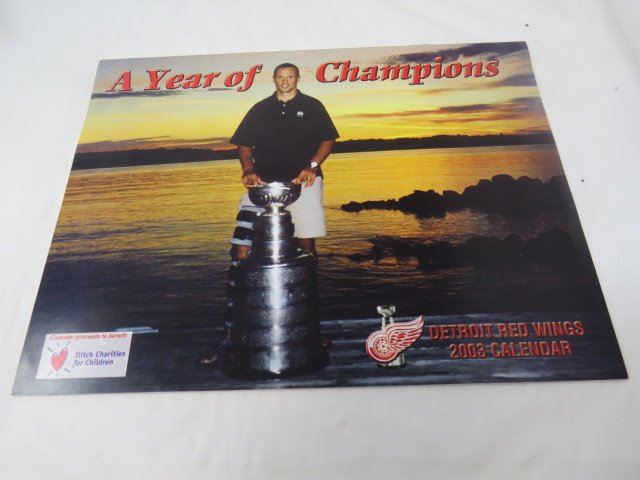 A Year of Champions
Calendar proceeds to benefit
Ilitch Charities
for Children
DETROIT RED WINGS
2003 CALENDAR